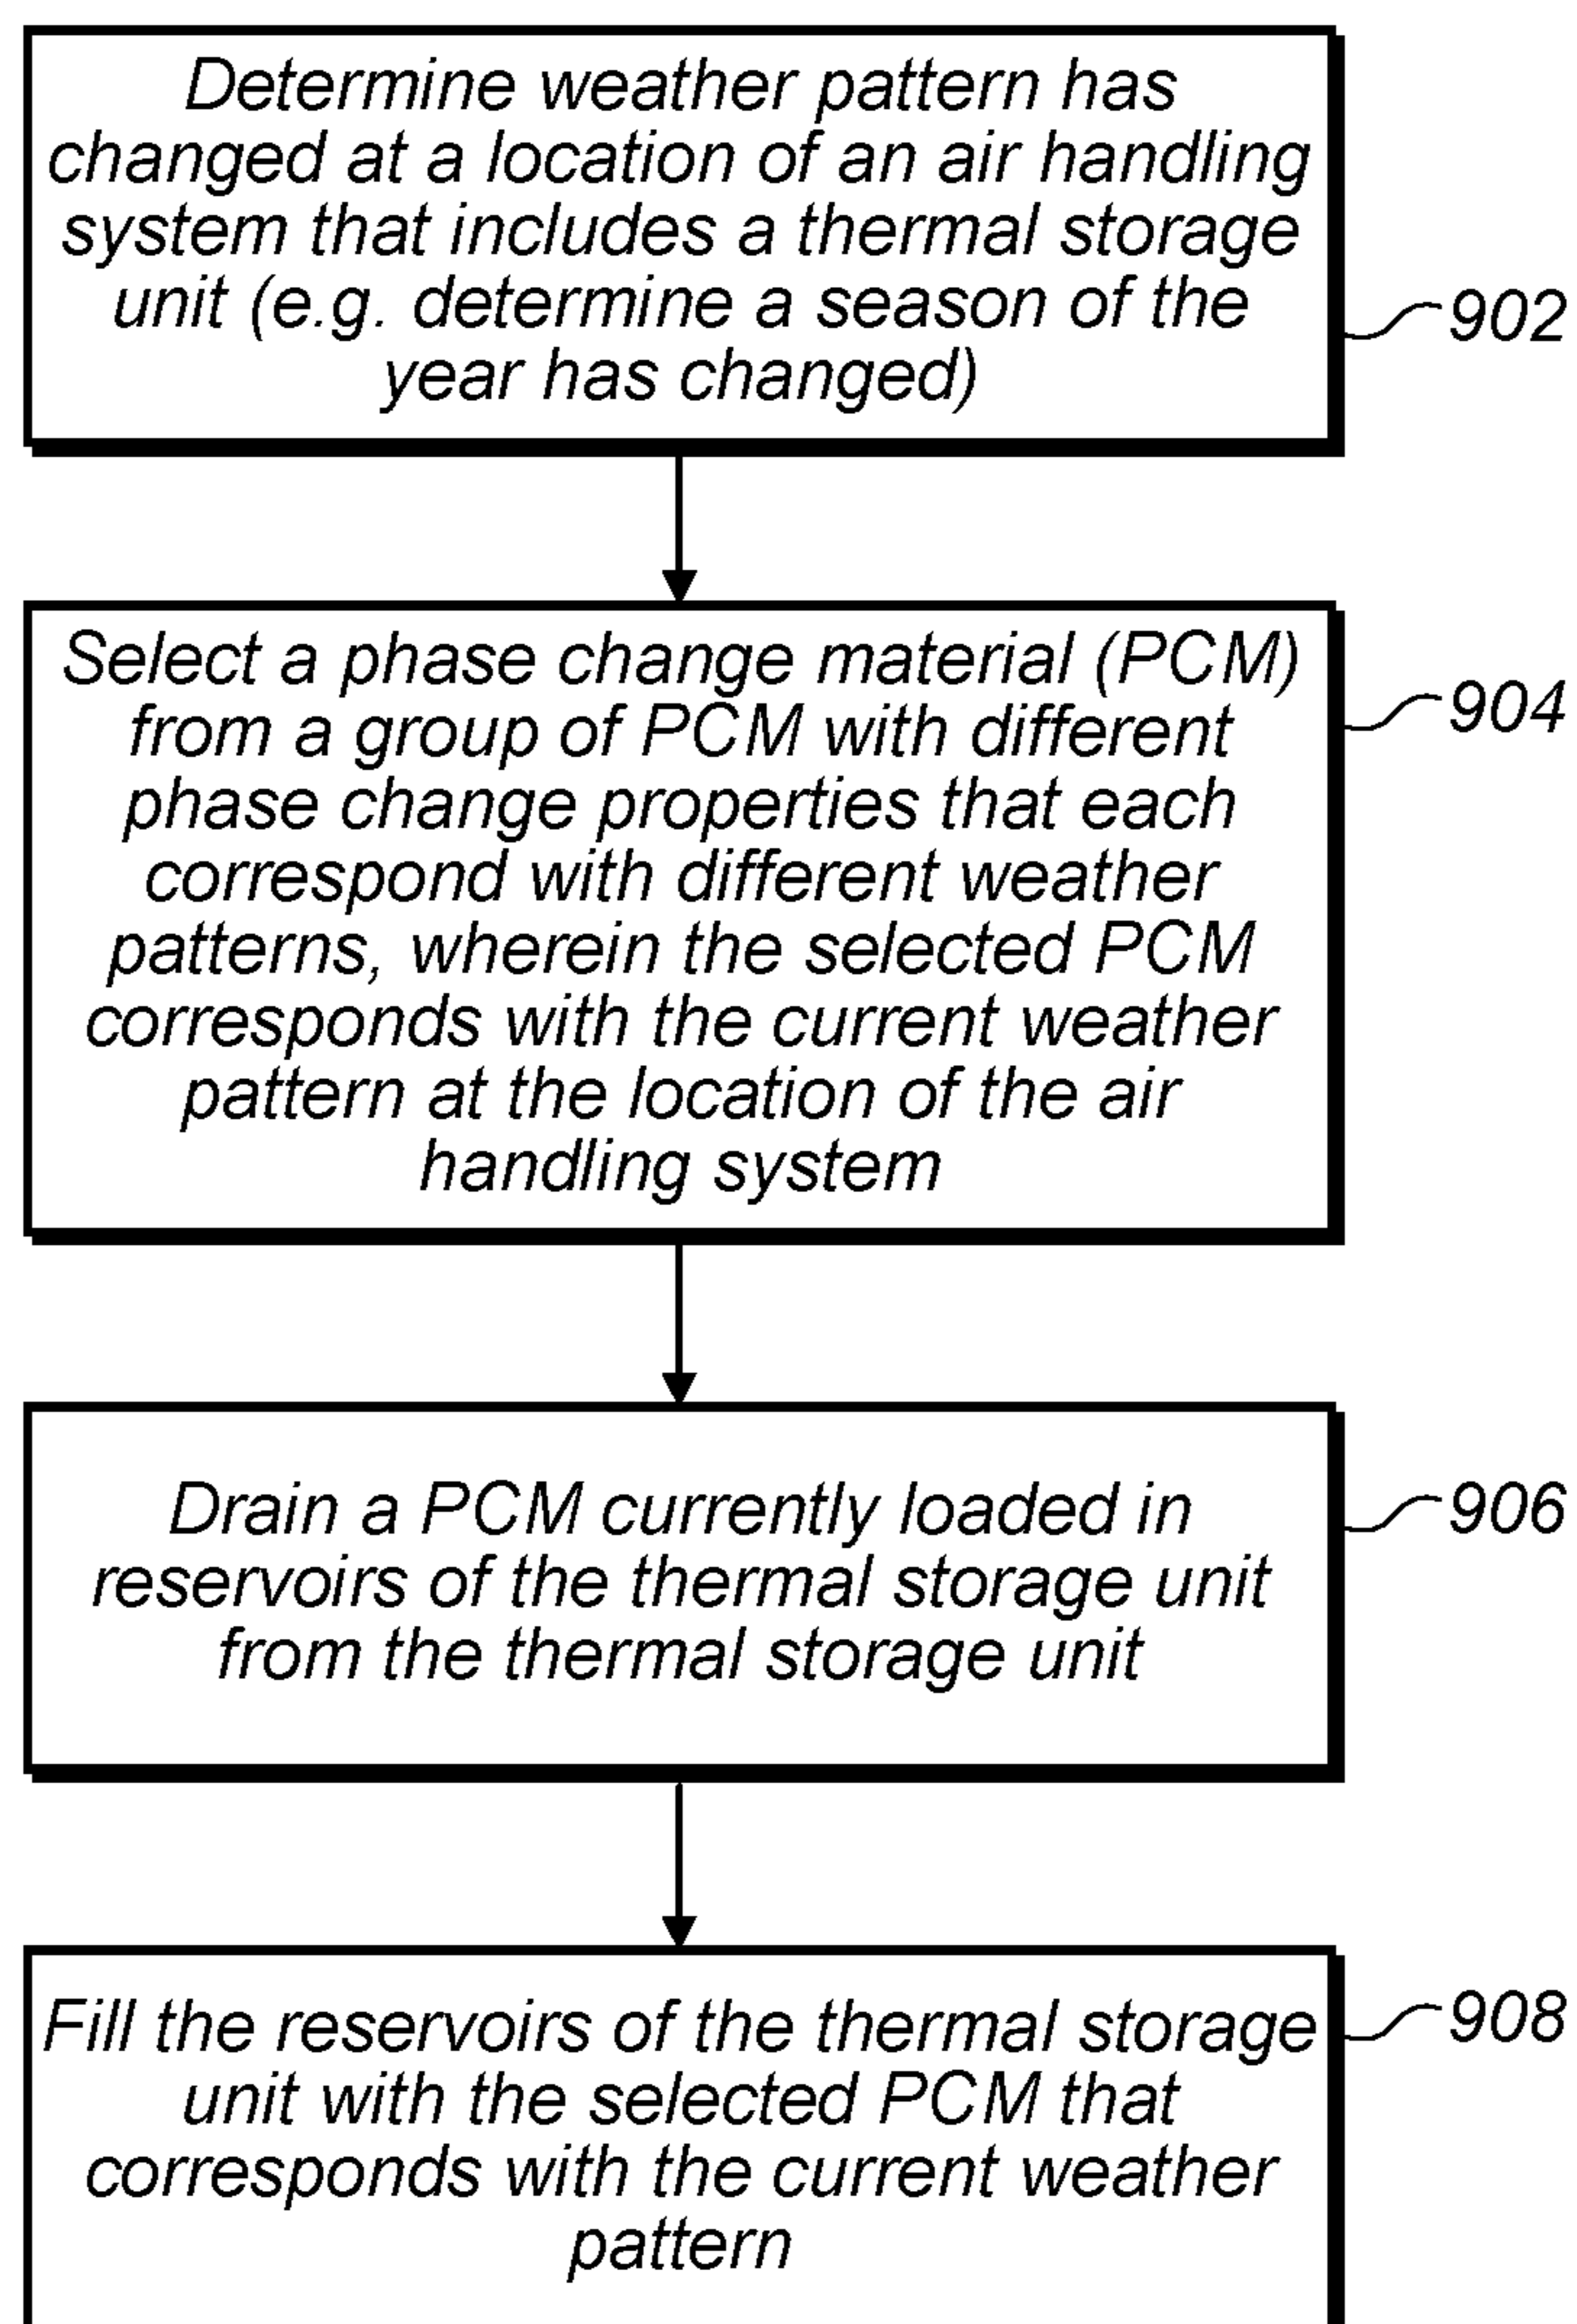 Determine weather pattern has
changed at a location of an air handling
system that includes a thermal storage
unit (e.g. determine a season of the
year has changed)
902
Select a phase change material (PCM)
from a group of PCM with different
phase change properties that each
correspond with different weather
patterns, wherein the selected PCM
corresponds with the current weather
pattern at the location of the air
handling system
904
Drain a PCM currently loaded in
reservoirs of the thermal storage unit
from the thermal storage unit
906
Fill the reservoirs of the thermal storage
unit with the selected PCM that
corresponds with the current weather
pattern
908